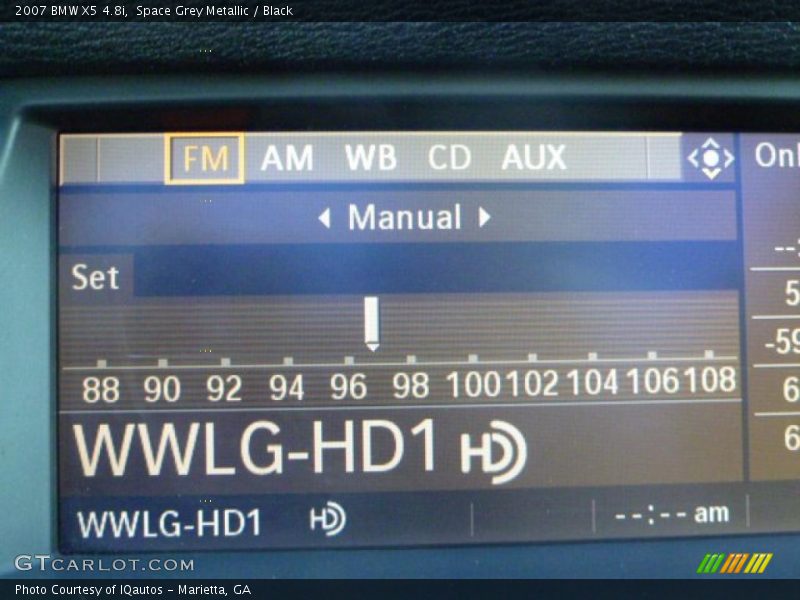 2007 BMW X5 4.8i,  Space Grey Metallic / Black
FM AM WB CD AUX
Manual
Set
88 90 92 94 96 98 100 102 104 106 108
WWLG-HD1 HD
WWLG-HD1 HD --:-- am
GTCARLOT.COM
Photo Courtesy of IQautos - Marietta, GA